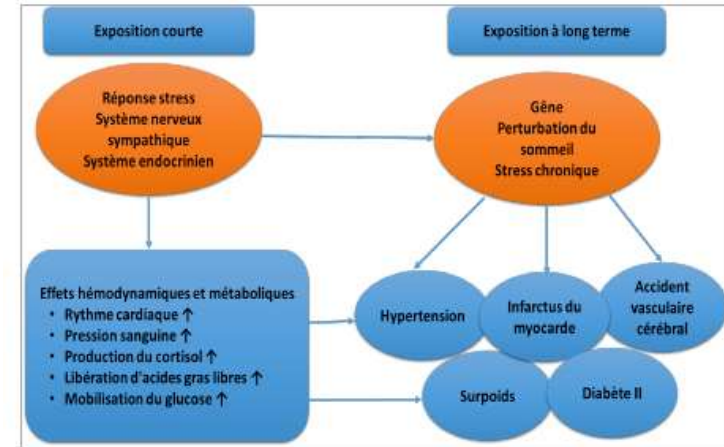 Exposition courte
Exposition à long terme
Réponse stress
Système nerveux
sympathique
Système endocrinien
Gêne
Perturbation du
sommeil
Stress chronique
Effets hémodynamiques et métaboliques
• Rythme cardiaque ↑
• Pression sanguine ↑
• Production du cortisol ↑
• Libération d'acides gras libres ↑
• Mobilisation du glucose ↑
Hypertension
Infarctus du
myocarde
Accident
vasculaire
cérébral
Surpoids
Diabète II